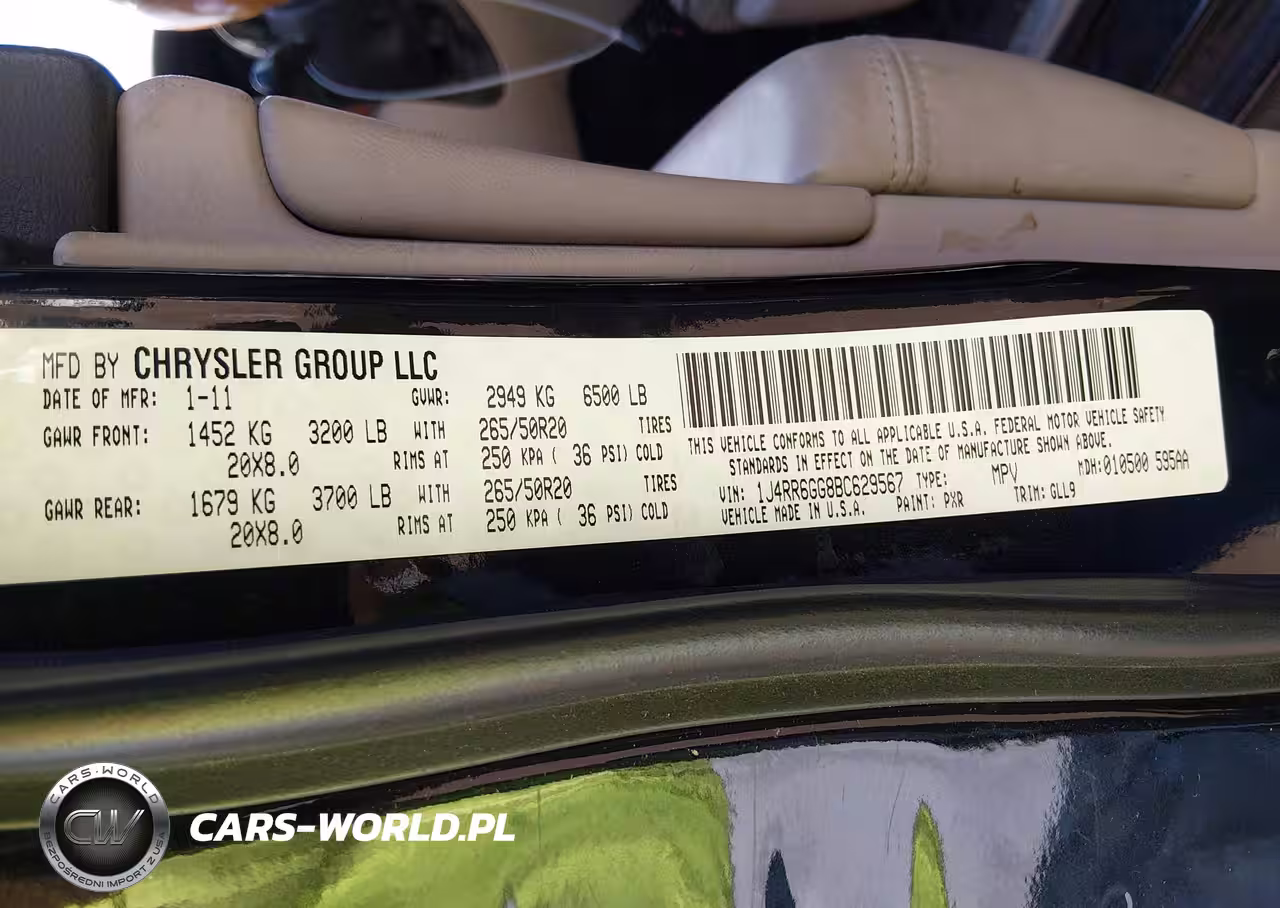 MFD BY CHRYSLER GROUP LLC
DATE OF MFR: 1-11 GVWR: 2949 KG 6500 LB
GAWR FRONT: 1452 KG 3200 LB WITH 265/50R20 TIRES
20X8.0 RIMS AT 250 KPA ( 36 PSI) COLD
GAWR REAR: 1679 KG 3700 LB WITH 265/50R20 TIRES
20X8.0 RIMS AT 250 KPA ( 36 PSI) COLD
THIS VEHICLE CONFORMS TO ALL APPLICABLE U.S.A. FEDERAL MOTOR VEHICLE SAFETY
STANDARDS IN EFFECT ON THE DATE OF MANUFACTURE SHOWN ABOVE.
VIN: 1J4RR6GG8BC629567 TYPE: MPV MDH:010500 595AA
VEHICLE MADE IN U.S.A. PAINT: PXR TRIM: GLL9
CARS-WORLD
CW
BEZPOŚREDNI IMPORT Z USA
CARS-WORLD.PL